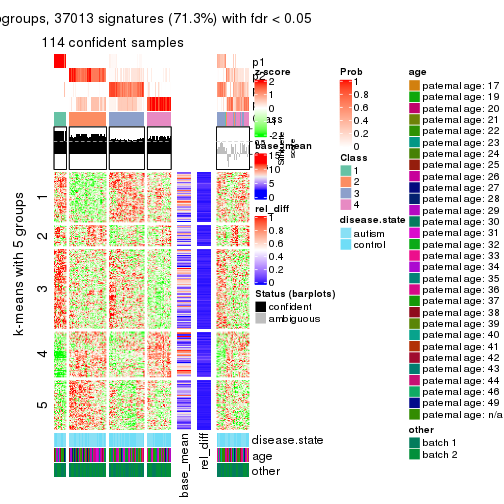 ogroups, 37013 signatures (71.3%) with fdr < 0.05
114 confident samples
p1
p2
Class
Silhouette
score
k-means with 5 groups
1
2
3
4
5
base_mean
rel_diff
disease.state
age
other
z-score
2
1
0
-1
-2
base_mean
15
10
5
0
rel_diff
1
0.8
0.6
0.4
0.2
0
Status (barplots)
confident
ambiguous
Prob
1
0.8
0.6
0.4
0.2
0
Class
1
2
3
4
disease.state
autism
control
age
paternal age: 17
paternal age: 19
paternal age: 20
paternal age: 21
paternal age: 22
paternal age: 23
paternal age: 24
paternal age: 25
paternal age: 26
paternal age: 27
paternal age: 28
paternal age: 29
paternal age: 30
paternal age: 31
paternal age: 32
paternal age: 33
paternal age: 34
paternal age: 35
paternal age: 36
paternal age: 37
paternal age: 38
paternal age: 39
paternal age: 40
paternal age: 41
paternal age: 42
paternal age: 43
paternal age: 44
paternal age: 46
paternal age: 49
paternal age: n/a
other
batch 1
batch 2